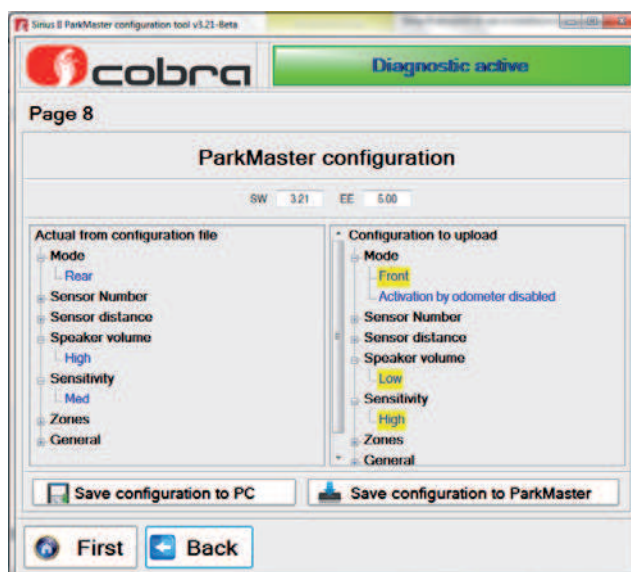 Sirius II ParkMaster configuration tool v3.21-Beta
cobra
Diagnostic active
Page 8
ParkMaster configuration
SW 3.21 EE 5.00
Actual from configuration file
Mode
Rear
Sensor Number
Sensor distance
Speaker volume
High
Sensitivity
Med
Zones
General
Configuration to upload
Mode
Front
Activation by odometer disabled
Sensor Number
Sensor distance
Speaker volume
Low
Sensitivity
High
Zones
General
Save configuration to PC
Save configuration to ParkMaster
First
Back